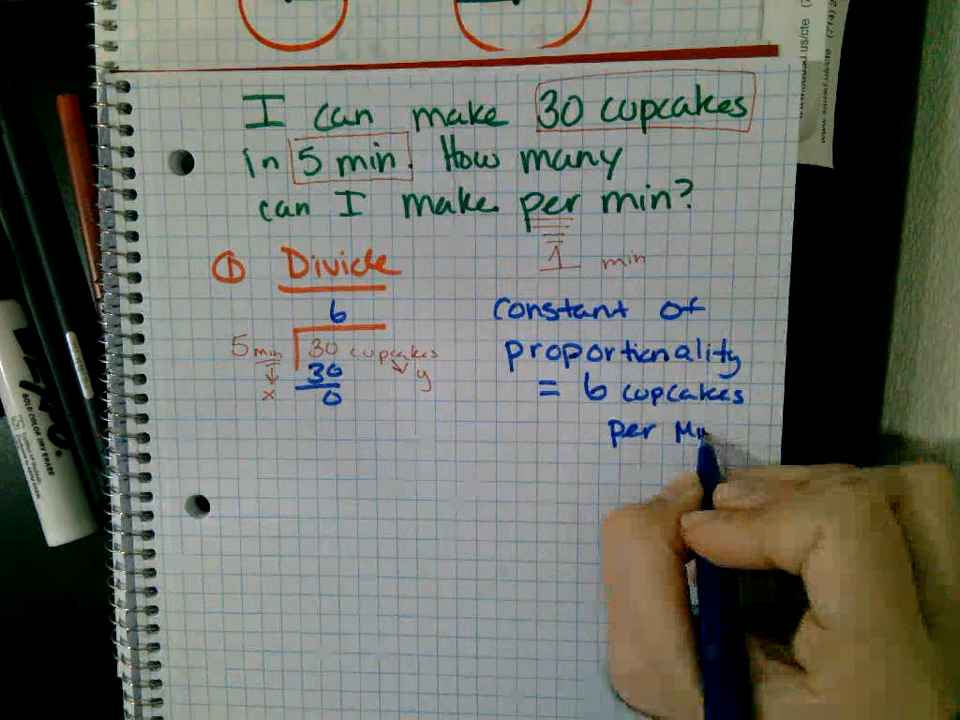 I can make 30 cupcakes
in 5 min. How many
can I make per min?
1 min
① Divide
6
5 min 30 cupcakes
x 30 y
0
constant of
proportionality
= 6 cupcakes
per